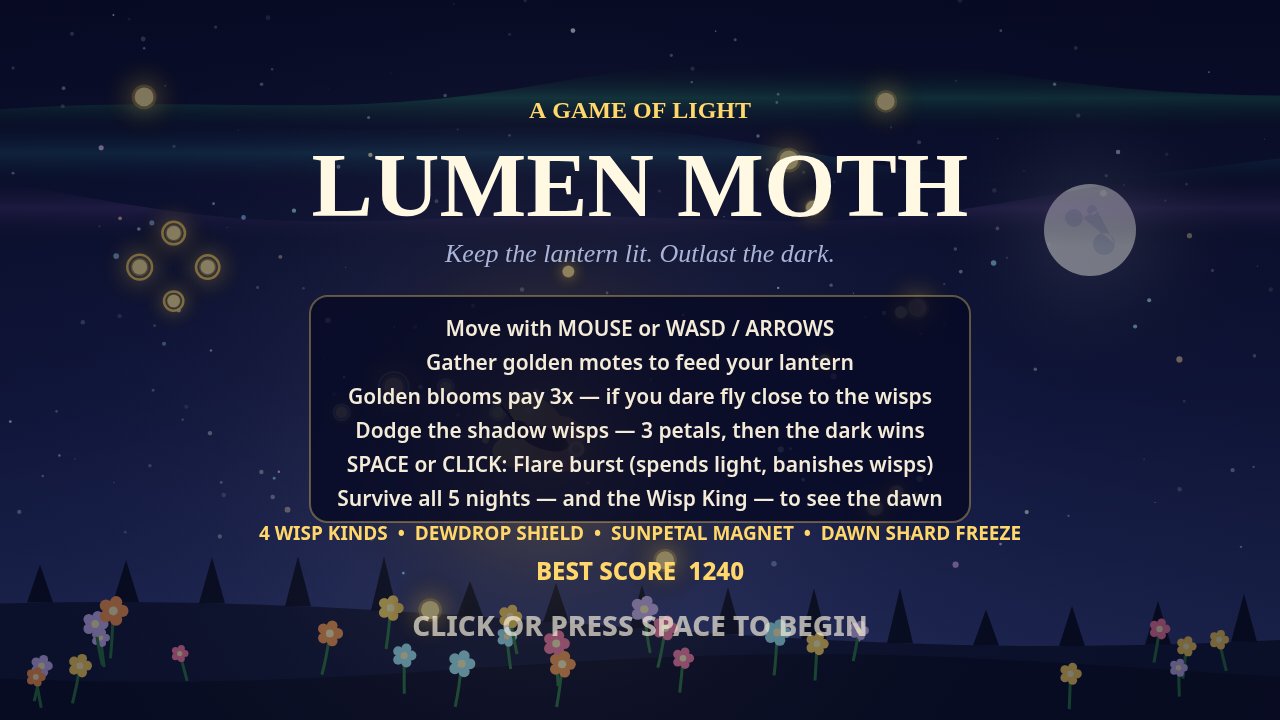 A GAME OF LIGHT
LUMEN MOTH
Keep the lantern lit. Outlast the dark.
Move with MOUSE or WASD / ARROWS
Gather golden motes to feed your lantern
Golden blooms pay 3x — if you dare fly close to the wisps
Dodge the shadow wisps — 3 petals, then the dark wins
SPACE or CLICK: Flare burst (spends light, banishes wisps)
Survive all 5 nights — and the Wisp King — to see the dawn
4 WISP KINDS • DEWDROP SHIELD • SUNPETAL MAGNET • DAWN SHARD FREEZE
BEST SCORE 1240
CLICK OR PRESS SPACE TO BEGIN